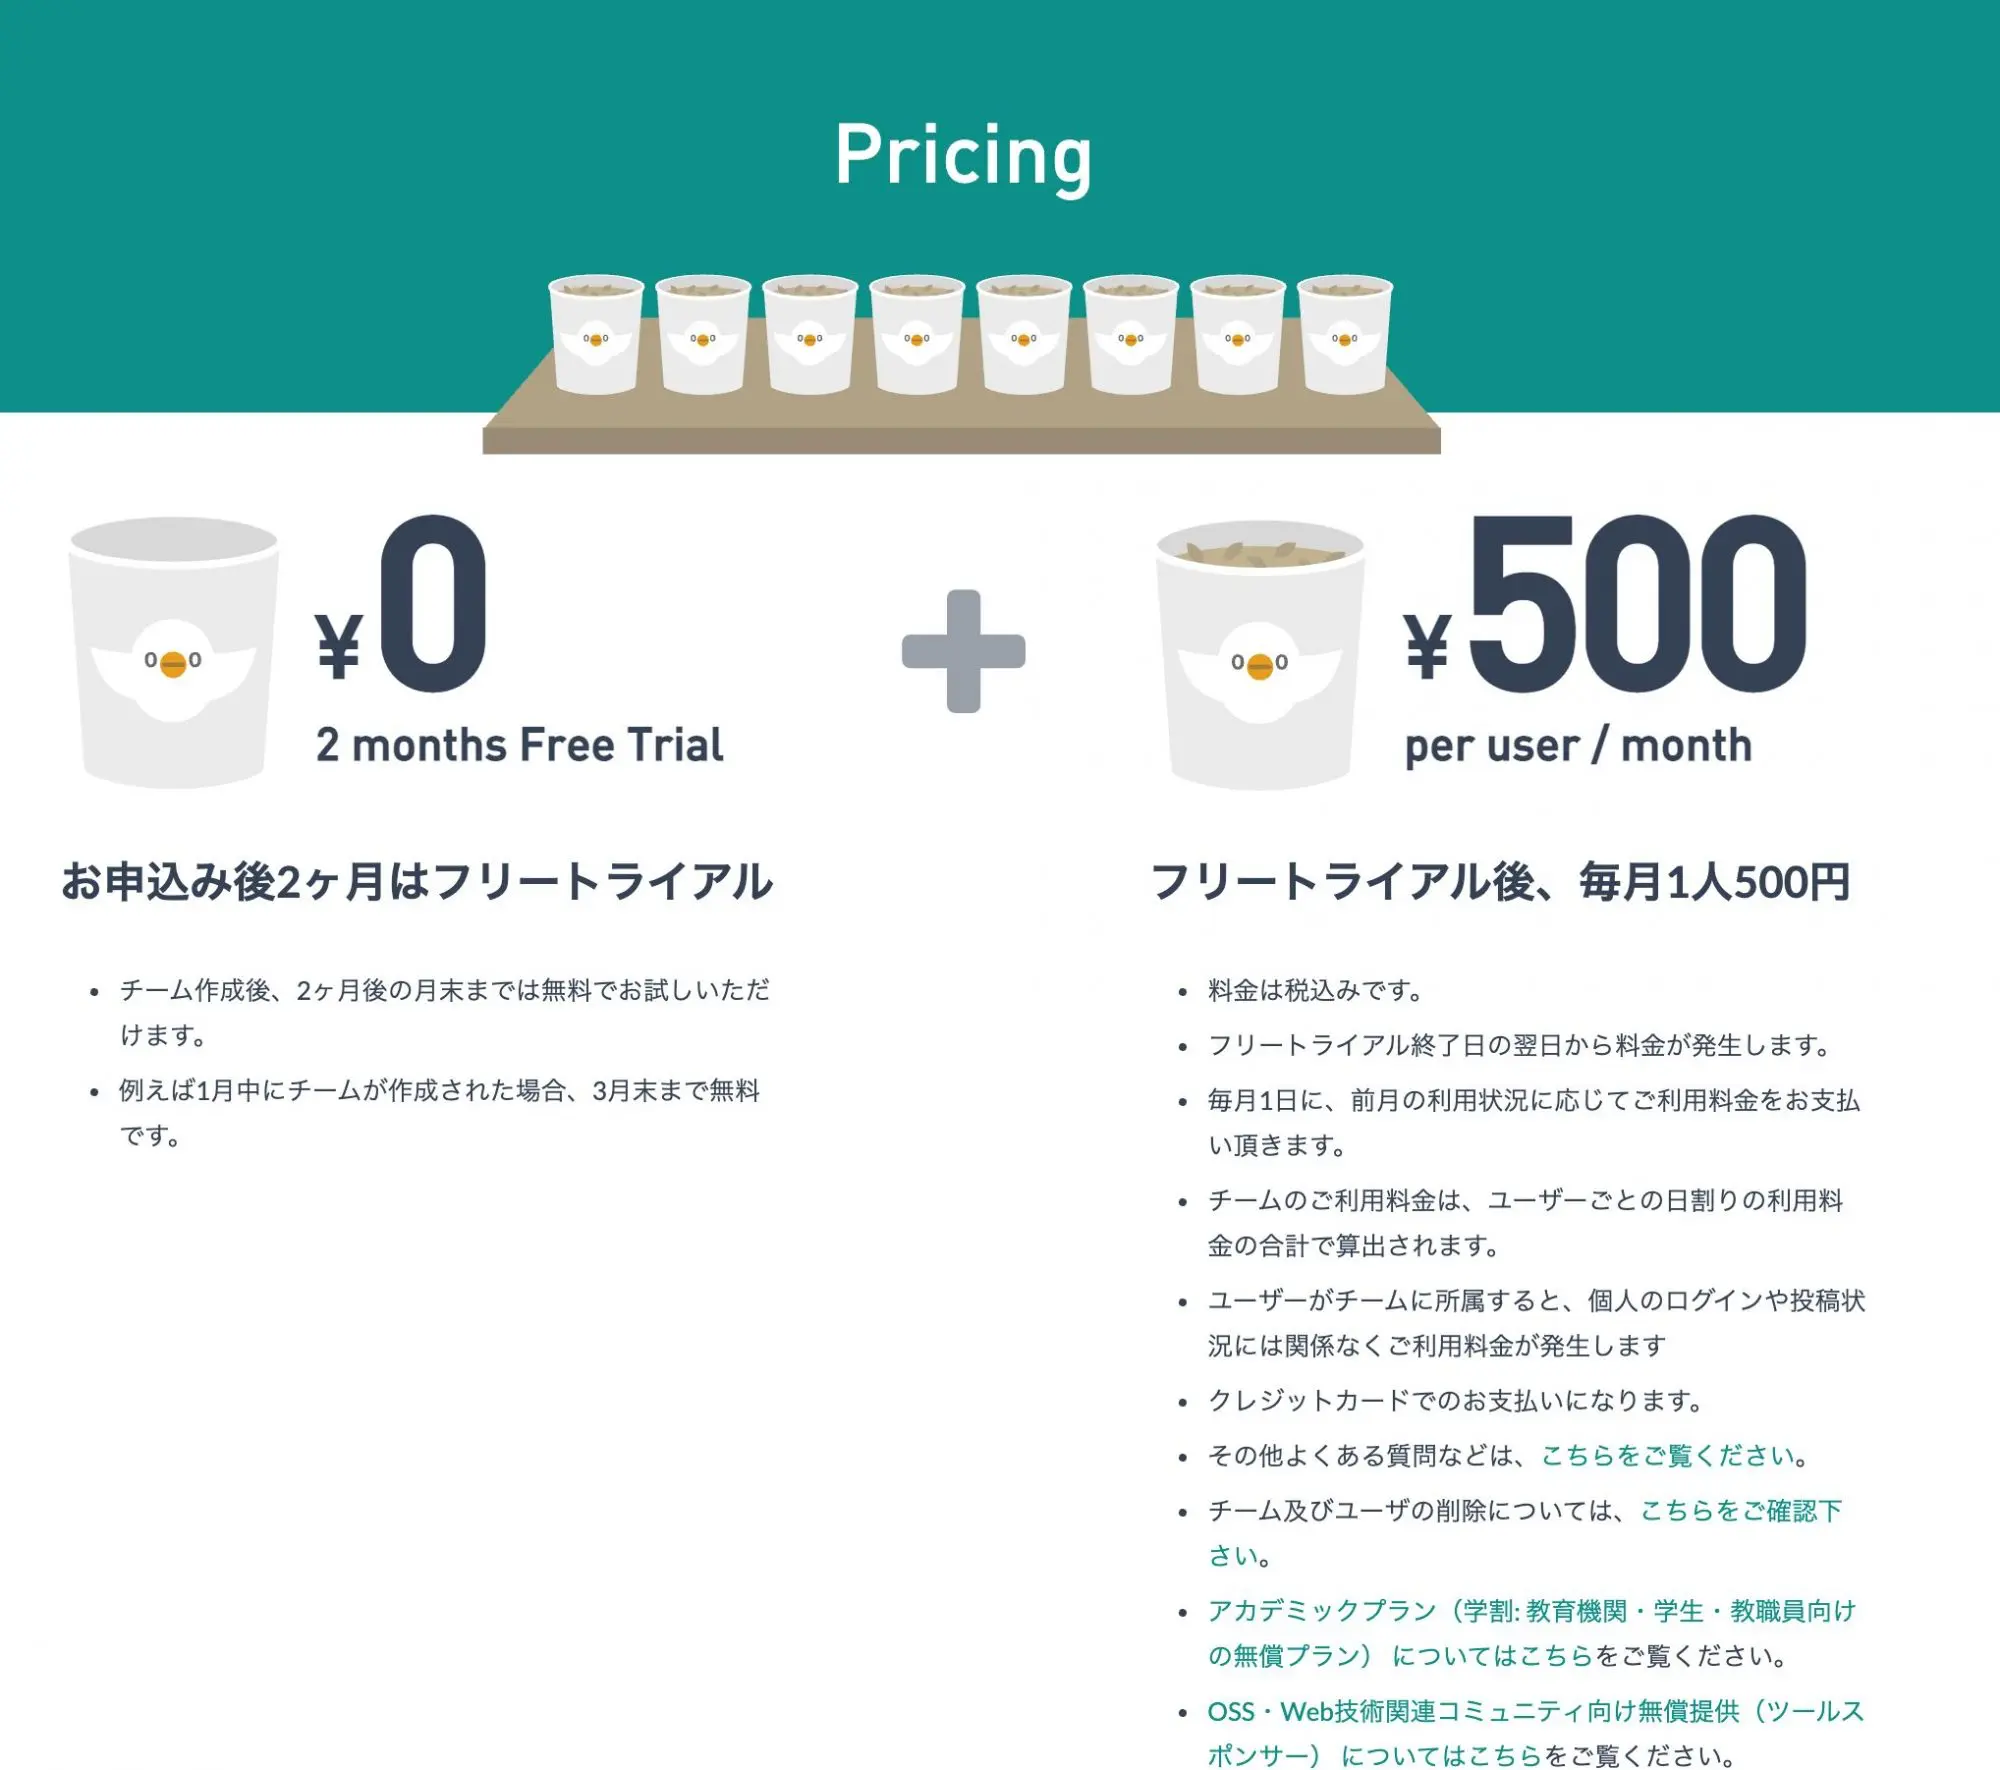 Pricing
¥0
2 months Free Trial
お申込み後2ヶ月はフリートライアル
• チーム作成後、2ヶ月後の月末までは無料でお試しいただ
けます。
• 例えば1月中にチームが作成された場合、3月末まで無料
です。
¥500
per user / month
フリートライアル後、毎月1人500円
• 料金は税込みです。
• フリートライアル終了日の翌日から料金が発生します。
• 毎月1日に、前月の利用状況に応じてご利用料金をお支払
い頂きます。
• チームのご利用料金は、ユーザーごとの日割りの利用料
金の合計で算出されます。
• ユーザーがチームに所属すると、個人のログインや投稿状
況には関係なくご利用料金が発生します
• クレジットカードでのお支払いになります。
• その他よくある質問などは、こちらをご覧ください。
• チーム及びユーザの削除については、こちらをご確認下
さい。
• アカデミックプラン（学割: 教育機関・学生・教職員向け
の無償プラン） についてはこちらをご覧ください。
• OSS・Web技術関連コミュニティ向け無償提供（ツールス
ポンサー） についてはこちらをご覧ください。